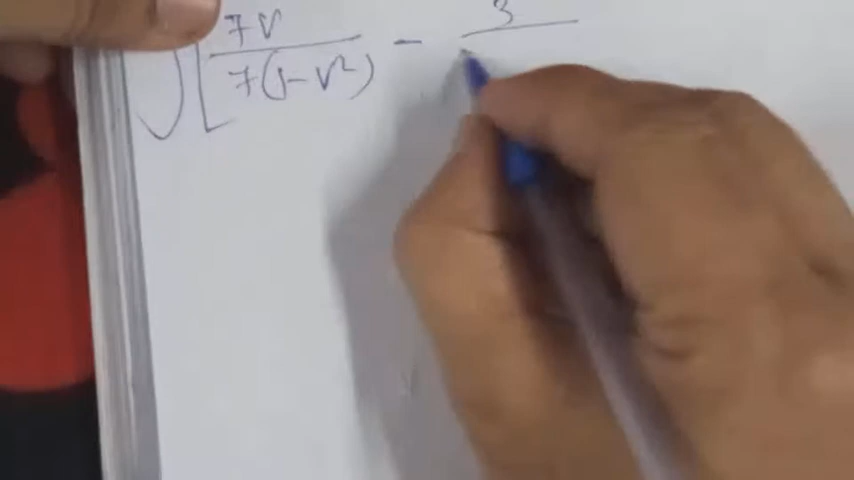 ∫ [ 7v / 7(1-v²) - 3 /